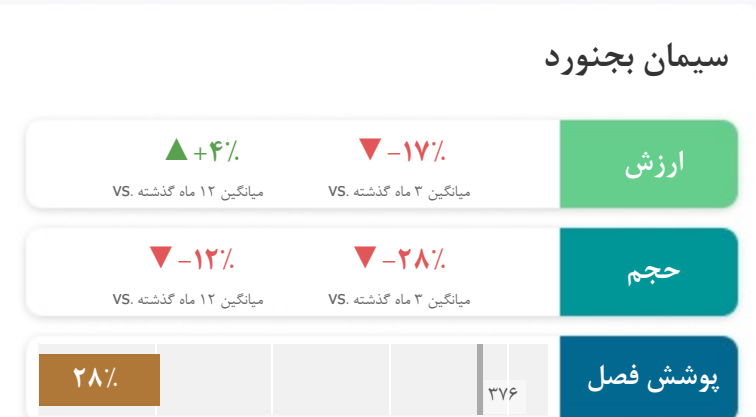 سیمان بجنورد
ارزش
▼ -۱۷٪ ▲ +۴٪
میانگین ۳ ماه گذشته .VS میانگین ۱۲ ماه گذشته .VS
حجم
▼ -۲۸٪ ▼ -۱۲٪
میانگین ۳ ماه گذشته .VS میانگین ۱۲ ماه گذشته .VS
پوشش فصل
۳۷۶
۲۸٪